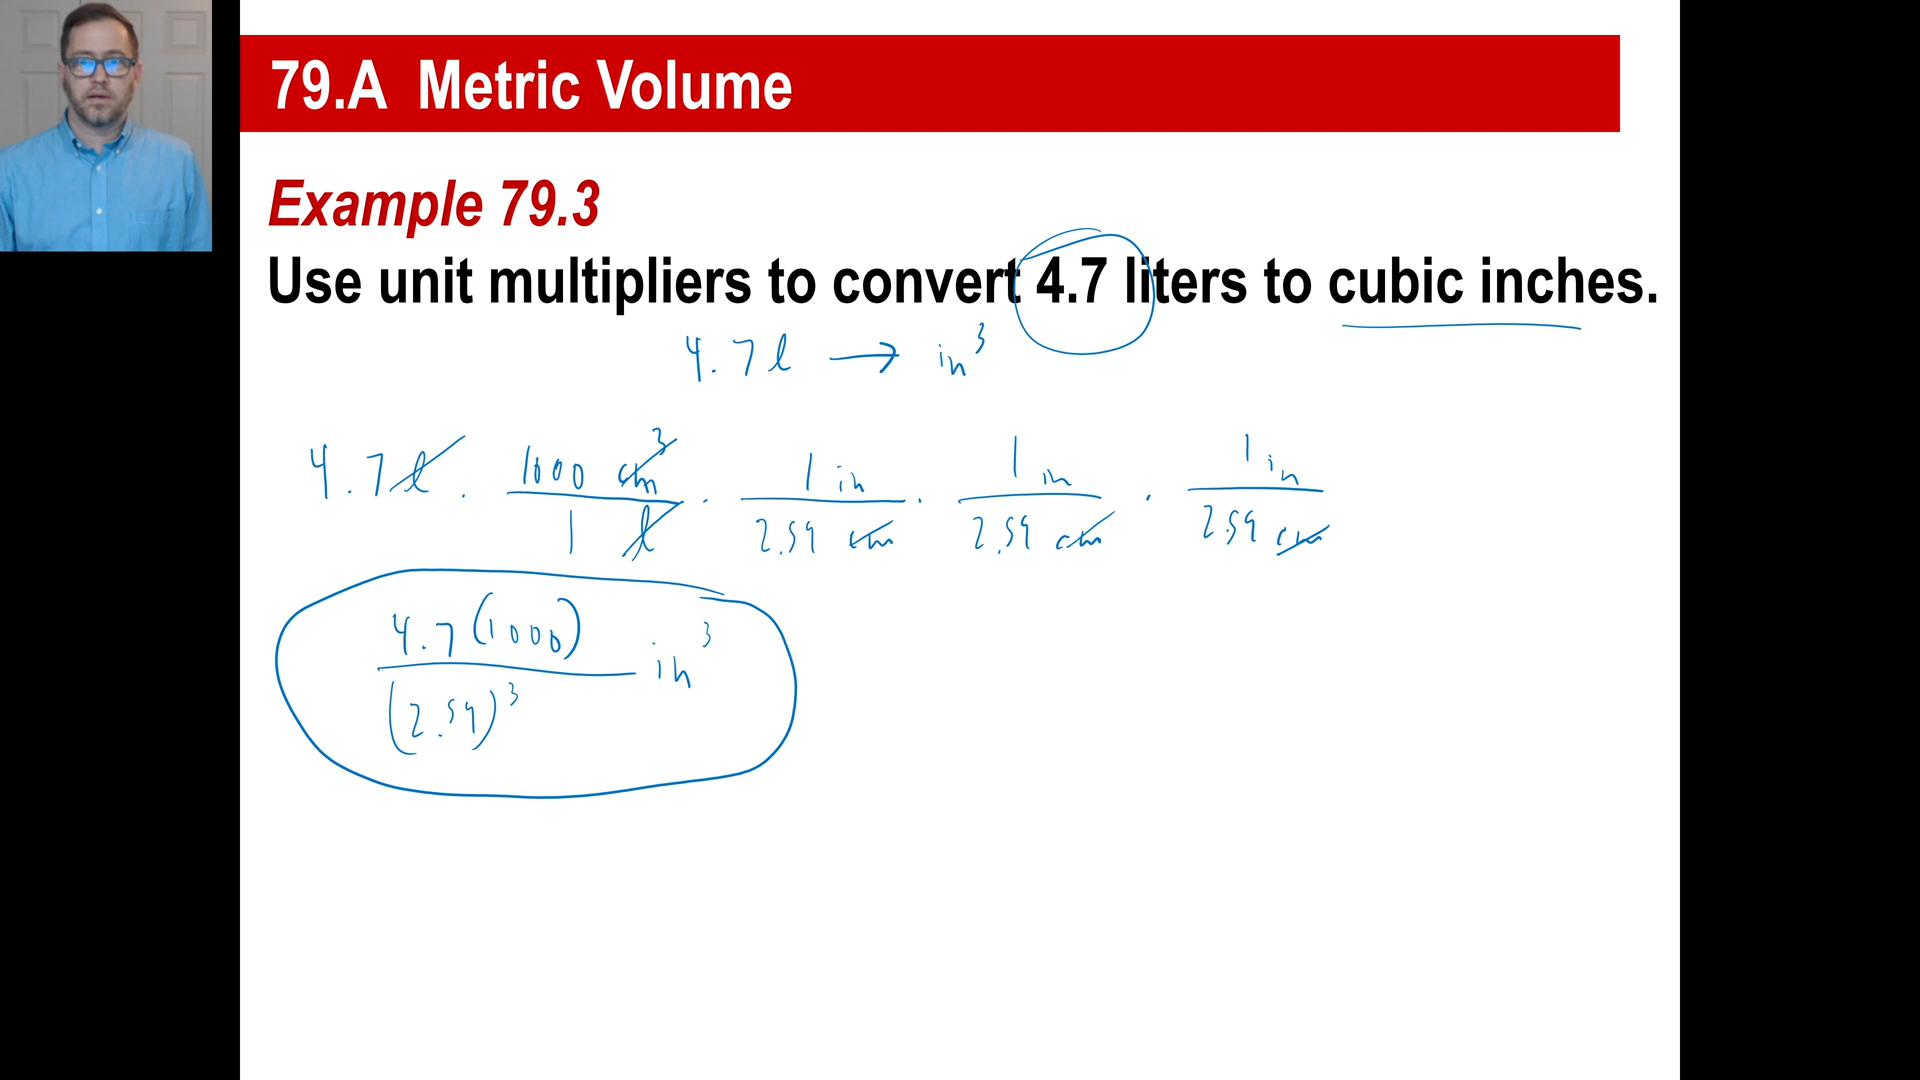 79.A Metric Volume
Example 79.3
Use unit multipliers to convert 4.7 liters to cubic inches.
4.7 l → in³
4.7 l · 1000 cm³ / 1 l · 1 in / 2.54 cm · 1 in / 2.54 cm · 1 in / 2.54 cm
4.7(1000) / (2.54)³ in³